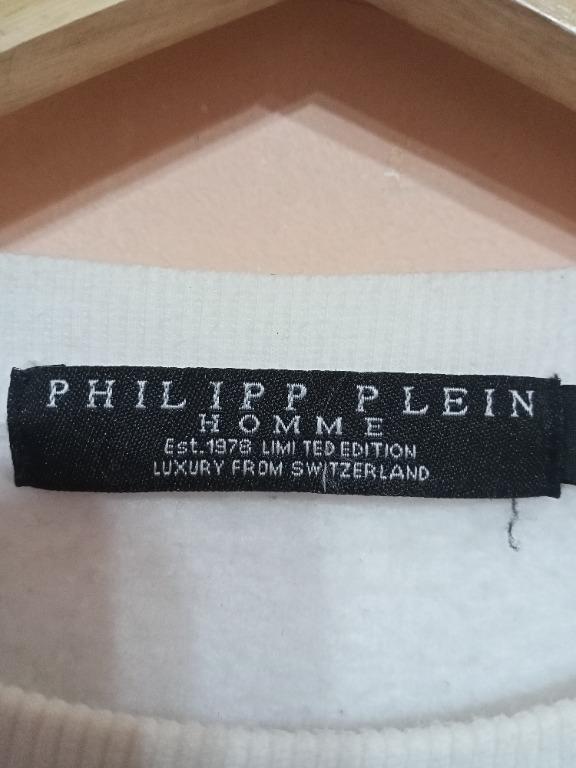 PHILIPP PLEIN
HOMME
Est.1978 LIMI TED EDITION
LUXURY FROM SWITZERLAND